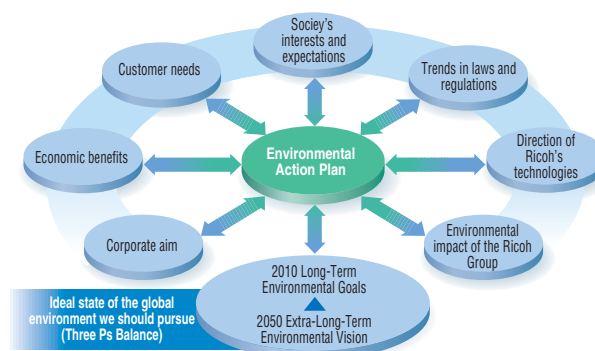 Sociey's
interests and
expectations
Customer needs
Trends in laws and
regulations
Economic benefits
Environmental
Action Plan
Direction of
Ricoh's
technologies
Corporate aim
Environmental
impact of the Ricoh
Group
2010 Long-Term
Environmental Goals
2050 Extra-Long-Term
Environmental Vision
Ideal state of the global
environment we should pursue
(Three Ps Balance)